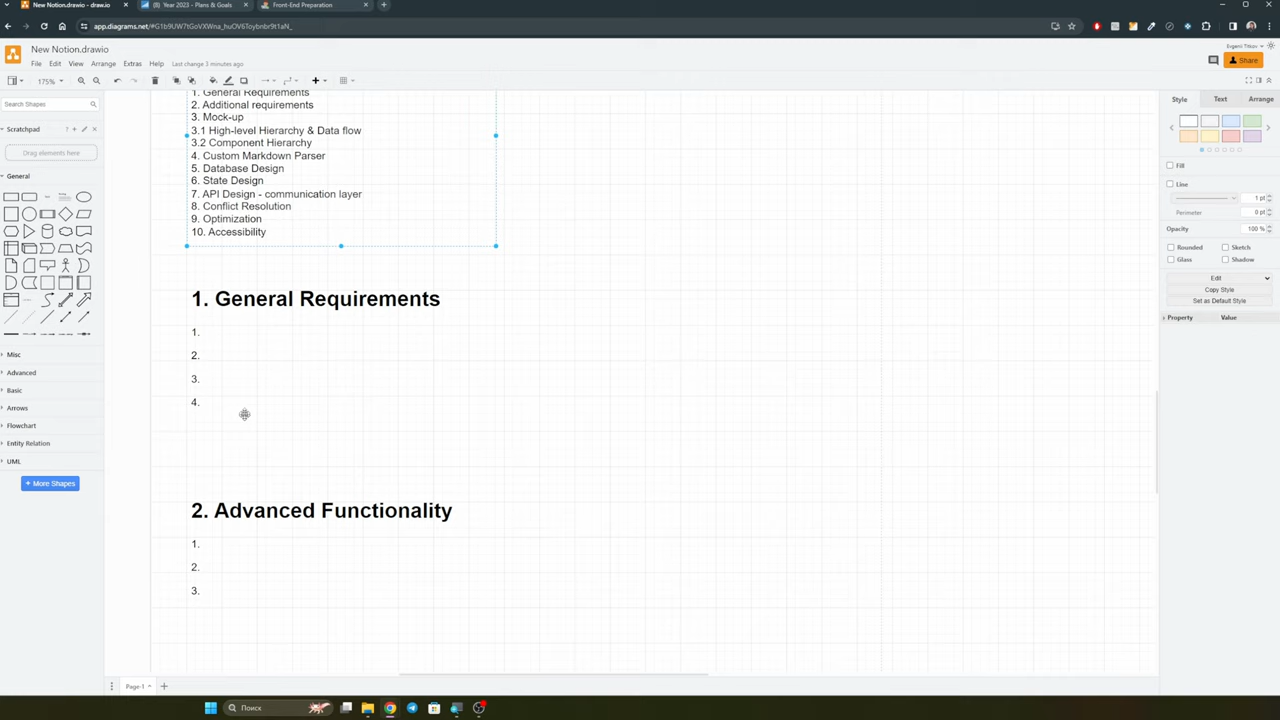 New Notion.drawio - draw.io
Year 2023 - Plans & Goals
Front-End Preparation
New Notion.drawio
Evgenii Titkov
File Edit View Arrange Extras Help Last change 3 minutes ago
Share
175%
Search Shapes
Scratchpad
Drag elements here
General
Misc
Advanced
Basic
Arrows
Flowchart
Entity Relation
UML
+ More Shapes
1. General Requirements
2. Additional requirements
3. Mock-up
3.1 High-level Hierarchy & Data flow
3.2 Component Hierarchy
4. Custom Markdown Parser
5. Database Design
6. State Design
7. API Design - communication layer
8. Conflict Resolution
9. Optimization
10. Accessibility
1. General Requirements
1.
2.
3.
4.
2. Advanced Functionality
1.
2.
3.
Style Text Arrange
Fill
Line
1 pt
Perimeter 0 pt
Opacity 100 %
Rounded Sketch
Glass Shadow
Edit
Copy Style
Set as Default Style
Property Value
Page-1
Поиск